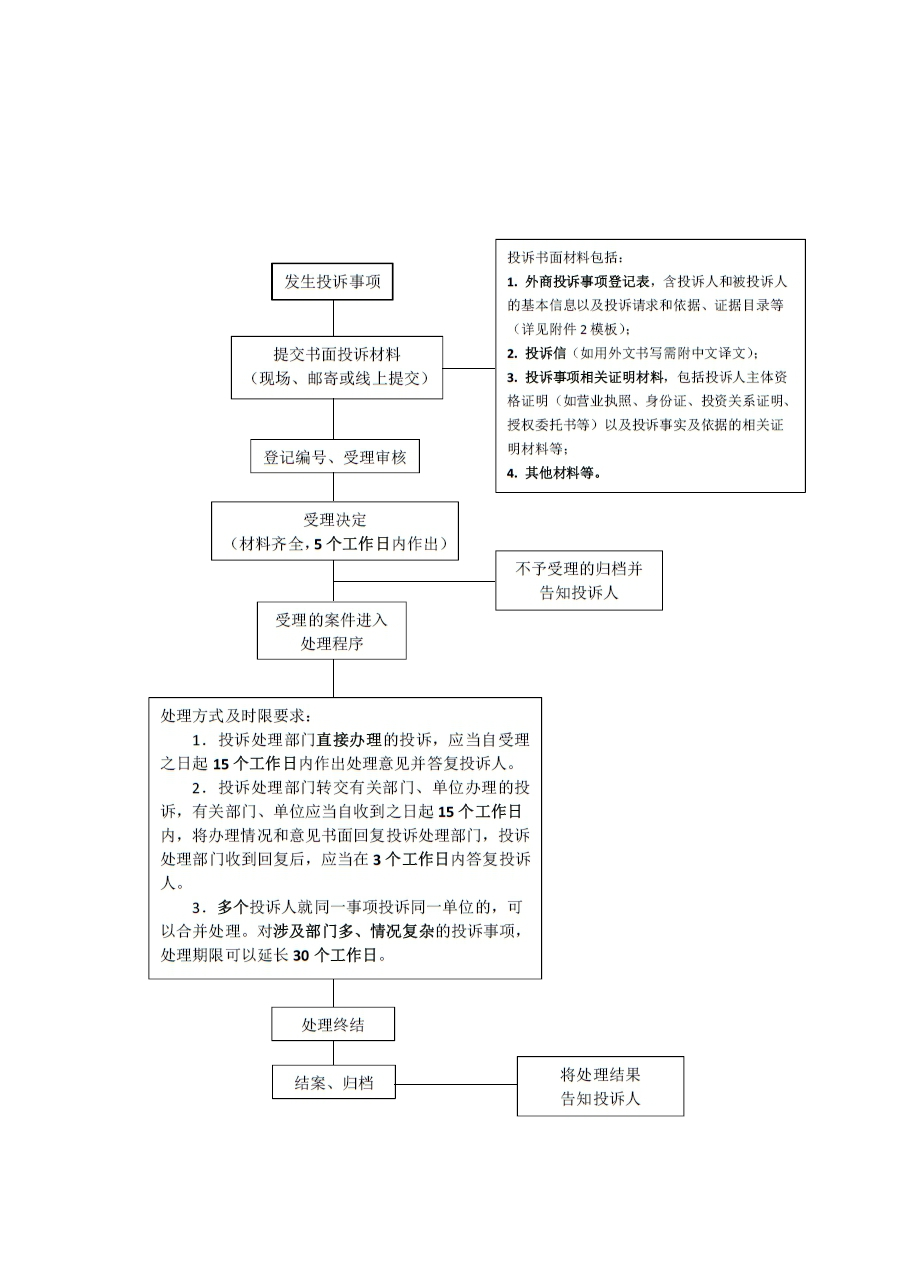 发生投诉事项
提交书面投诉材料
（现场、邮寄或线上提交）
投诉书面材料包括：
1. 外商投诉事项登记表，含投诉人和被投诉人
的基本信息以及投诉请求和依据、证据目录等
（详见附件 2 模板）；
2. 投诉信（如用外文书写需附中文译文）；
3. 投诉事项相关证明材料，包括投诉人主体资
格证明（如营业执照、身份证、投资关系证明、
授权委托书等）以及投诉事实及依据的相关证
明材料等；
4. 其他材料等。
登记编号、受理审核
受理决定
（材料齐全，5 个工作日内作出）
不予受理的归档并
告知投诉人
受理的案件进入
处理程序
处理方式及时限要求：
1．投诉处理部门直接办理的投诉，应当自受理
之日起 15 个工作日内作出处理意见并答复投诉人。
2．投诉处理部门转交有关部门、单位办理的投
诉，有关部门、单位应当自收到之日起 15 个工作日
内，将办理情况和意见书面回复投诉处理部门，投诉
处理部门收到回复后，应当在 3 个工作日内答复投诉
人。
3．多个投诉人就同一事项投诉同一单位的，可
以合并处理。对涉及部门多、情况复杂的投诉事项，
处理期限可以延长 30 个工作日。
处理终结
结案、归档
将处理结果
告知投诉人